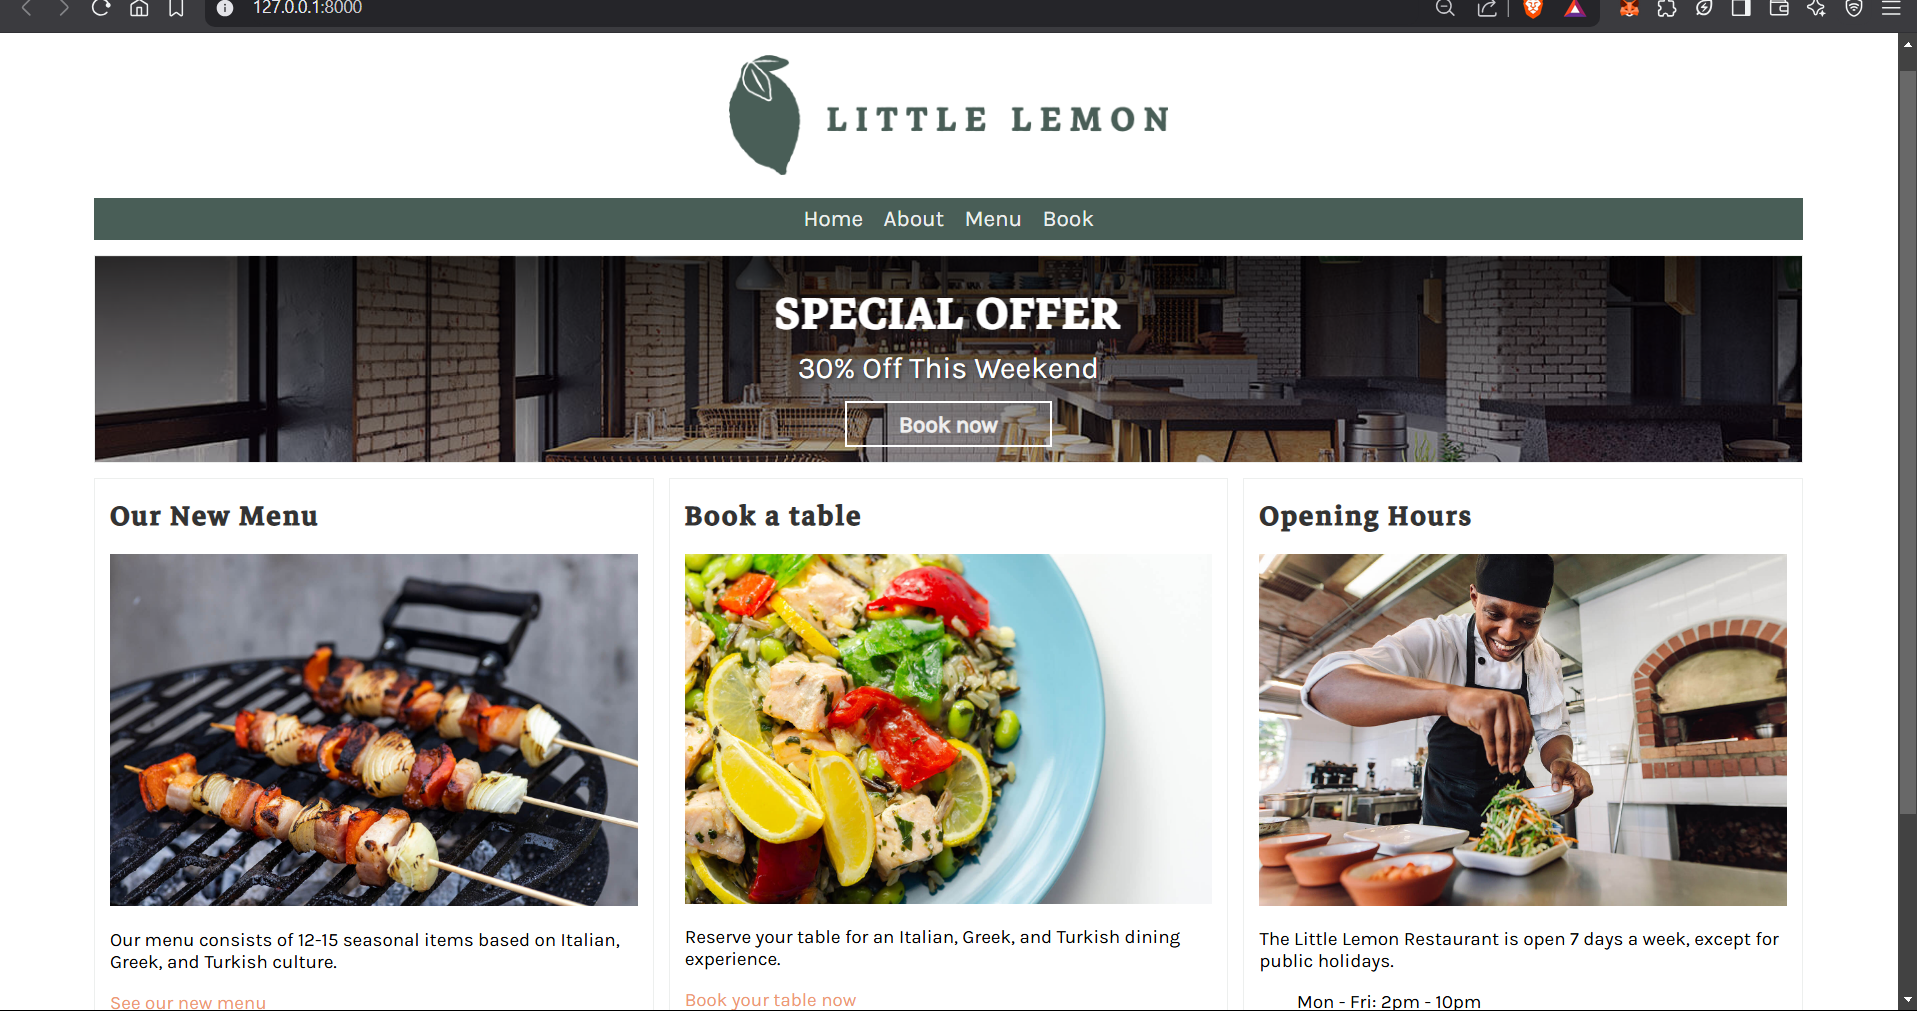 127.0.0.1:8000
LITTLE LEMON
Home About Menu Book
SPECIAL OFFER
30% Off This Weekend
Book now
Our New Menu
Our menu consists of 12-15 seasonal items based on Italian,
Greek, and Turkish culture.
See our new menu
Book a table
Reserve your table for an Italian, Greek, and Turkish dining
experience.
Book your table now
Opening Hours
The Little Lemon Restaurant is open 7 days a week, except for
public holidays.
Mon - Fri: 2pm - 10pm